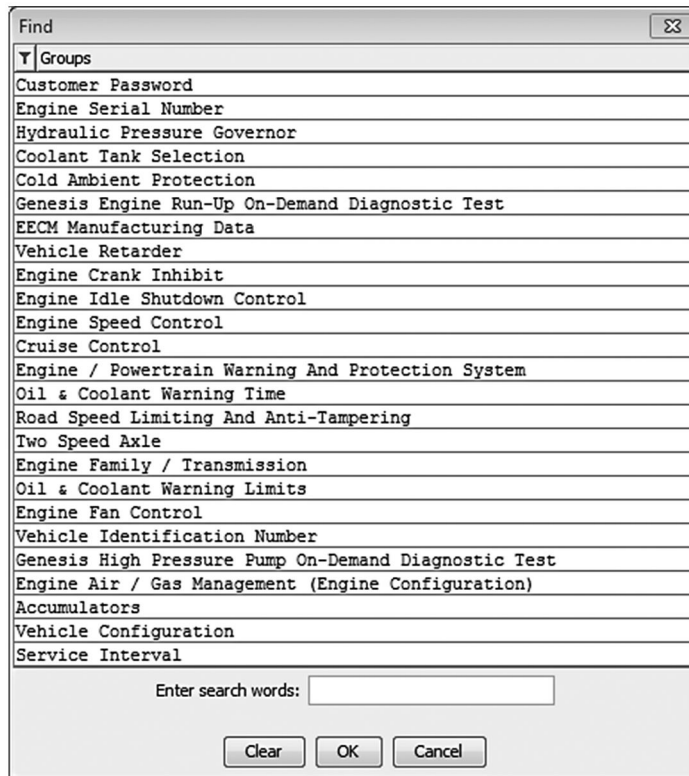 Find
Groups
Customer Password
Engine Serial Number
Hydraulic Pressure Governor
Coolant Tank Selection
Cold Ambient Protection
Genesis Engine Run-Up On-Demand Diagnostic Test
EECM Manufacturing Data
Vehicle Retarder
Engine Crank Inhibit
Engine Idle Shutdown Control
Engine Speed Control
Cruise Control
Engine / Powertrain Warning And Protection System
Oil & Coolant Warning Time
Road Speed Limiting And Anti-Tampering
Two Speed Axle
Engine Family / Transmission
Oil & Coolant Warning Limits
Engine Fan Control
Vehicle Identification Number
Genesis High Pressure Pump On-Demand Diagnostic Test
Engine Air / Gas Management (Engine Configuration)
Accumulators
Vehicle Configuration
Service Interval
Enter search words:
Clear OK Cancel